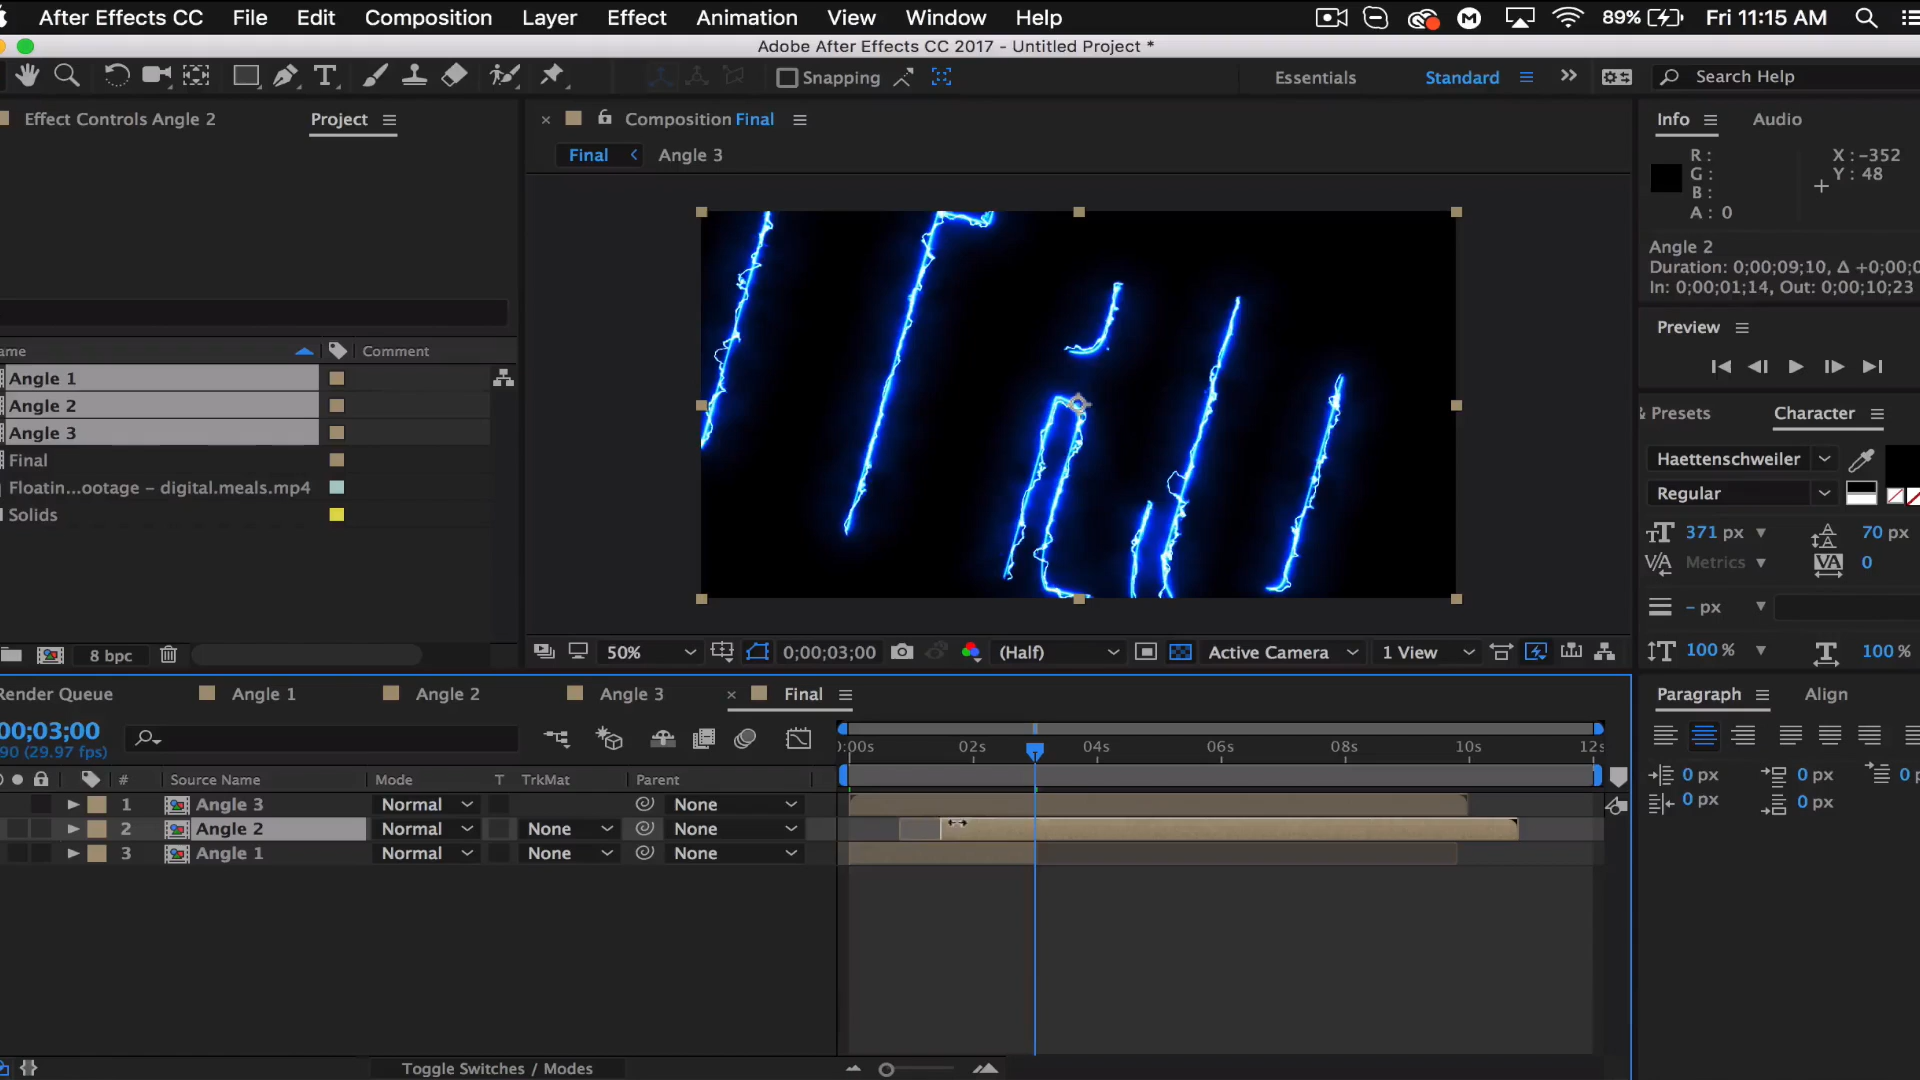 After Effects CC File Edit Composition Layer Effect Animation View Window Help 89% Fri 11:15 AM
Adobe After Effects CC 2017 - Untitled Project *
Snapping Essentials Standard Search Help
Effect Controls Angle 2 Project
Composition Final
Info Audio
Final Angle 3
R: X: -352
G: Y: 48
B:
A: 0
Angle 2
Duration: 0;00;09;10, Δ +0;00;0
In: 0;00;01;14, Out: 0;00;10;23
Preview
ame Comment
Angle 1
Angle 2
Angle 3
Final
Floatin...ootage – digital.meals.mp4
Solids
& Presets Character
Haettenschweiler
Regular
371 px 70 px
Metrics 0
– px
100 % 100 %
8 bpc
50% 0;00;03;00 (Half) Active Camera 1 View
Render Queue Angle 1 Angle 2 Angle 3 Final
Paragraph Align
00;03;00
90 (29.97 fps)
):00s 02s 04s 06s 08s 10s 12s
# Source Name Mode T TrkMat Parent
1 Angle 3 Normal None
2 Angle 2 Normal None None
3 Angle 1 Normal None None
0 px 0 px 0 p
0 px 0 px
Toggle Switches / Modes